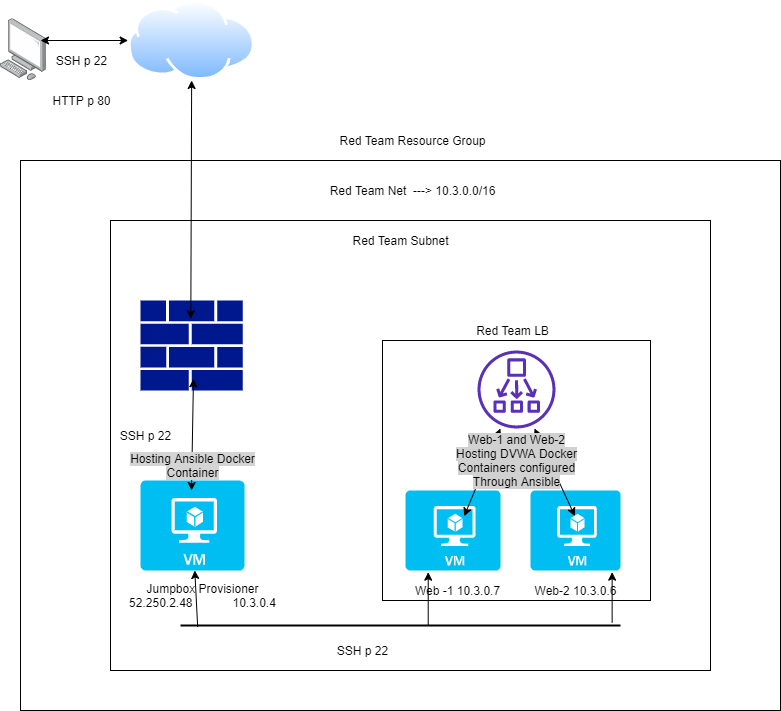 SSH p 22
HTTP p 80
Red Team Resource Group
Red Team Net ---> 10.3.0.0/16
Red Team Subnet
Red Team LB
SSH p 22
Hosting Ansible Docker
Container
Web-1 and Web-2
Hosting DVWA Docker
Containers configured
Through Ansible
VM
VM
VM
Jumpbox Provisioner
52.250.2.48 10.3.0.4
Web -1 10.3.0.7
Web-2 10.3.0.6
SSH p 22